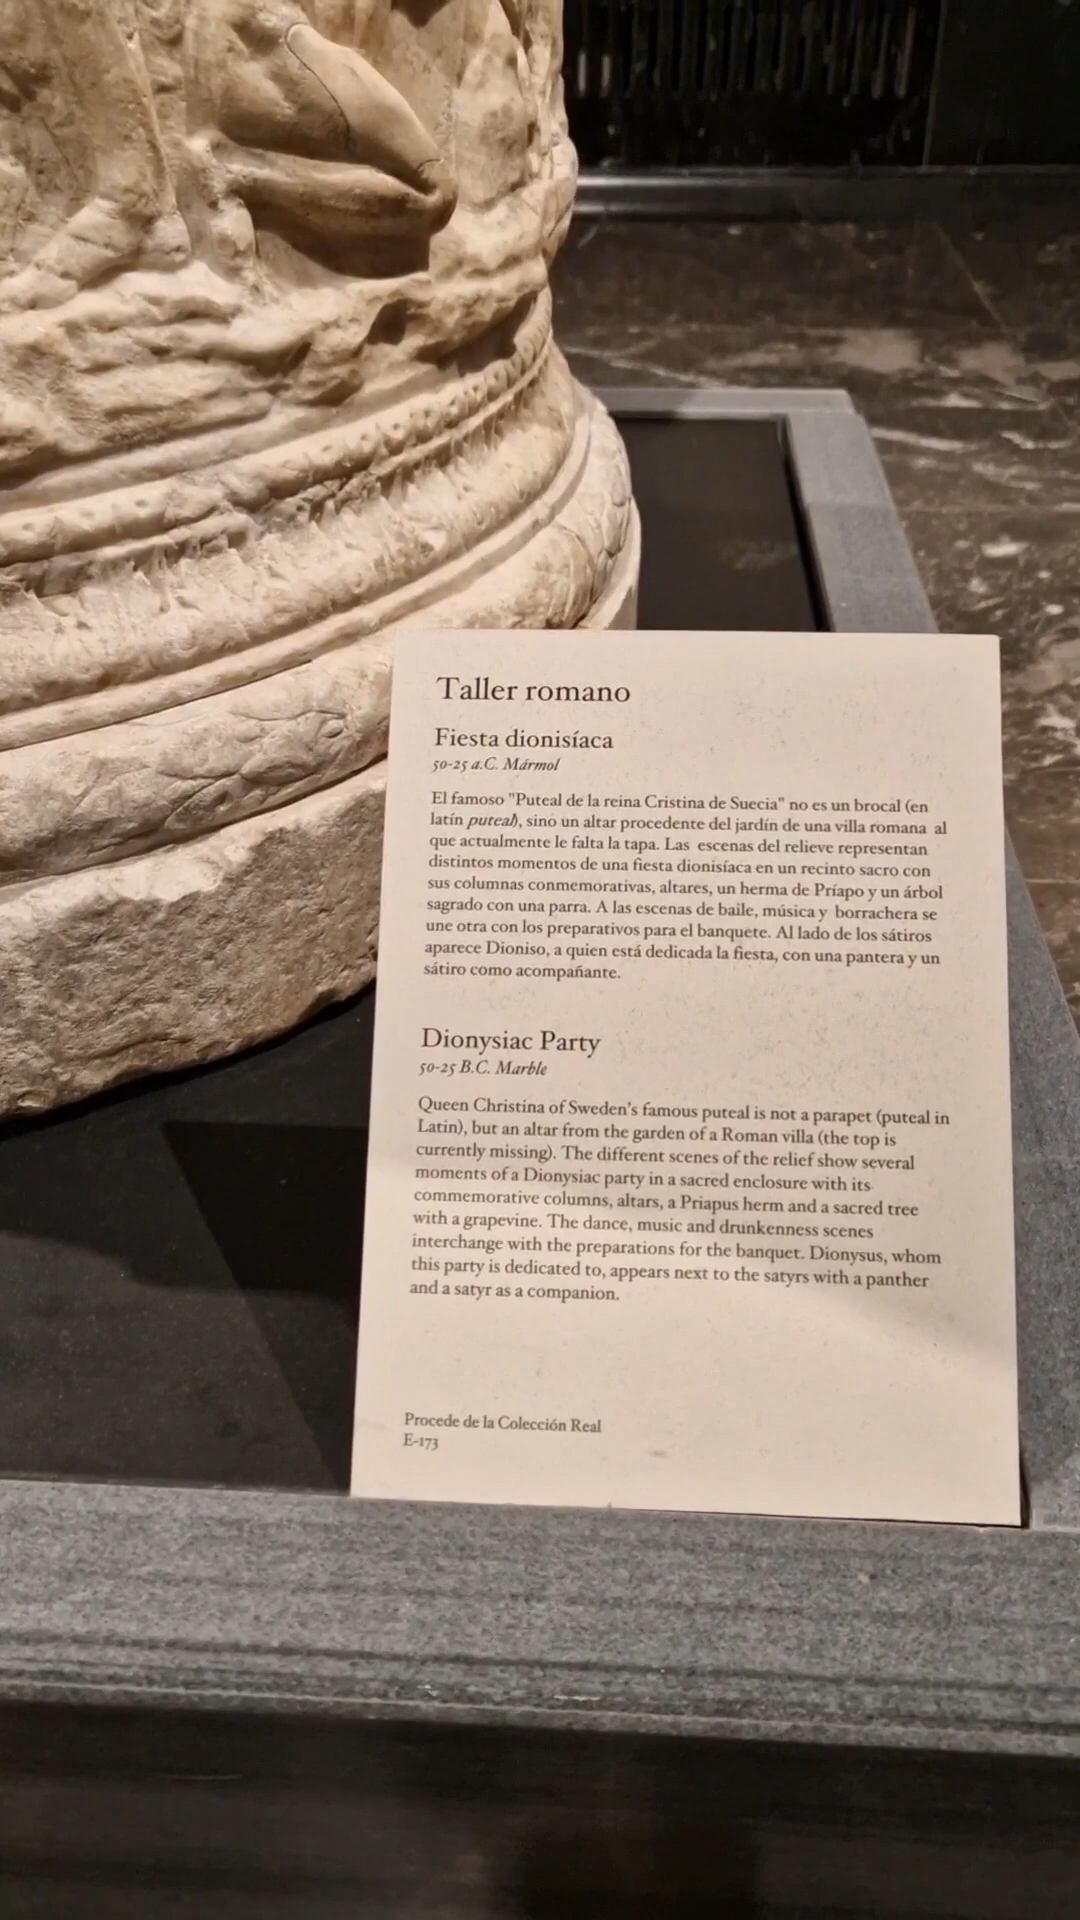 Taller romano
Fiesta dionisíaca
50-25 a.C. Mármol
El famoso "Puteal de la reina Cristina de Suecia" no es un brocal (en
latín puteal), sino un altar procedente del jardín de una villa romana al
que actualmente le falta la tapa. Las escenas del relieve representan
distintos momentos de una fiesta dionisíaca en un recinto sacro con
sus columnas conmemorativas, altares, un herma de Príapo y un árbol
sagrado con una parra. A las escenas de baile, música y borrachera se
une otra con los preparativos para el banquete. Al lado de los sátiros
aparece Dioniso, a quien está dedicada la fiesta, con una pantera y un
sátiro como acompañante.
Dionysiac Party
50-25 B.C. Marble
Queen Christina of Sweden's famous puteal is not a parapet (puteal in
Latin), but an altar from the garden of a Roman villa (the top is
currently missing). The different scenes of the relief show several
moments of a Dionysiac party in a sacred enclosure with its
commemorative columns, altars, a Priapus herm and a sacred tree
with a grapevine. The dance, music and drunkenness scenes
interchange with the preparations for the banquet. Dionysus, whom
this party is dedicated to, appears next to the satyrs with a panther
and a satyr as a companion.
Procede de la Colección Real
E-173